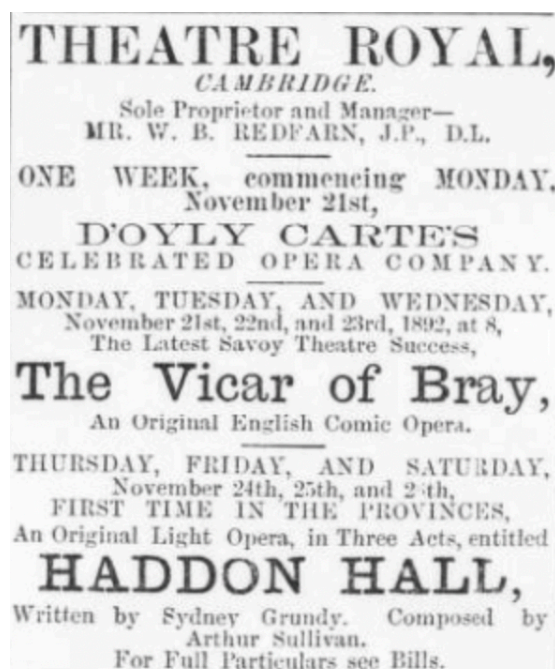 THEATRE ROYAL,
CAMBRIDGE.
Sole Proprietor and Manager—
MR. W. B. REDFARN, J.P., D.L.
ONE WEEK, commencing MONDAY,
November 21st,
D'OYLY CARTE'S
CELEBRATED OPERA COMPANY.
MONDAY, TUESDAY, AND WEDNESDAY,
November 21st, 22nd, and 23rd, 1892, at 8,
The Latest Savoy Theatre Success,
The Vicar of Bray,
An Original English Comic Opera.
THURSDAY, FRIDAY, AND SATURDAY,
November 24th, 25th, and 26th,
FIRST TIME IN THE PROVINCES,
An Original Light Opera, in Three Acts, entitled
HADDON HALL,
Written by Sydney Grundy. Composed by
Arthur Sullivan.
For Full Particulars see Bills.